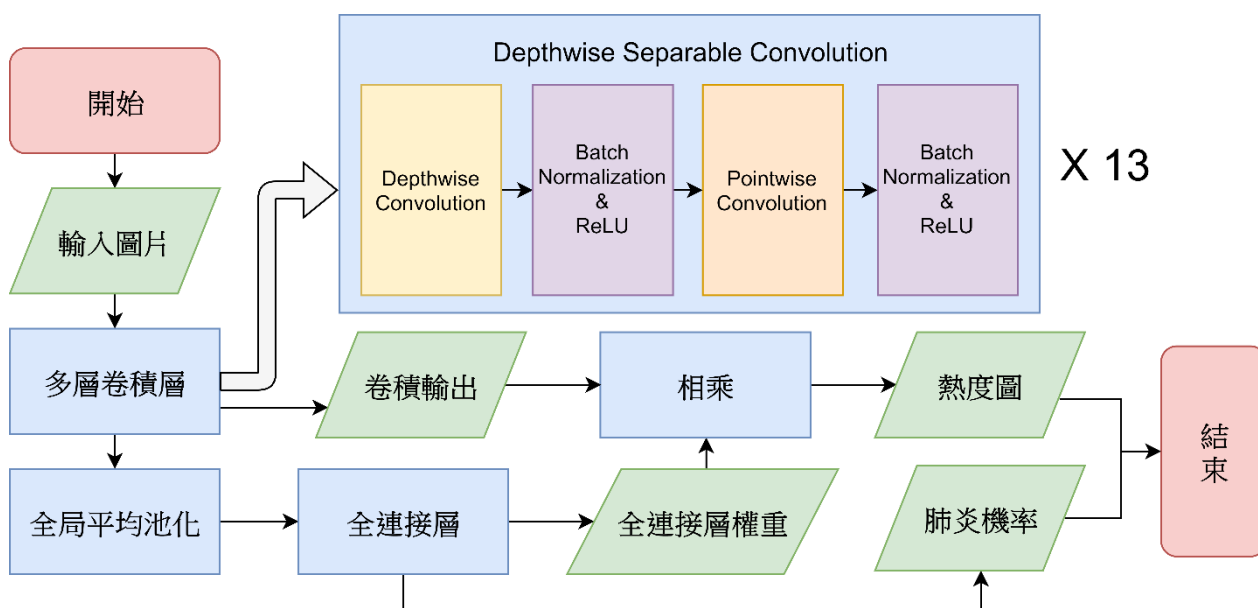 開始
輸入圖片
多層卷積層
全局平均池化
Depthwise Separable Convolution
Depthwise
Convolution
Batch
Normalization
&
ReLU
Pointwise
Convolution
Batch
Normalization
&
ReLU
X 13
卷積輸出
相乘
熱度圖
全連接層
全連接層權重
肺炎機率
結
束